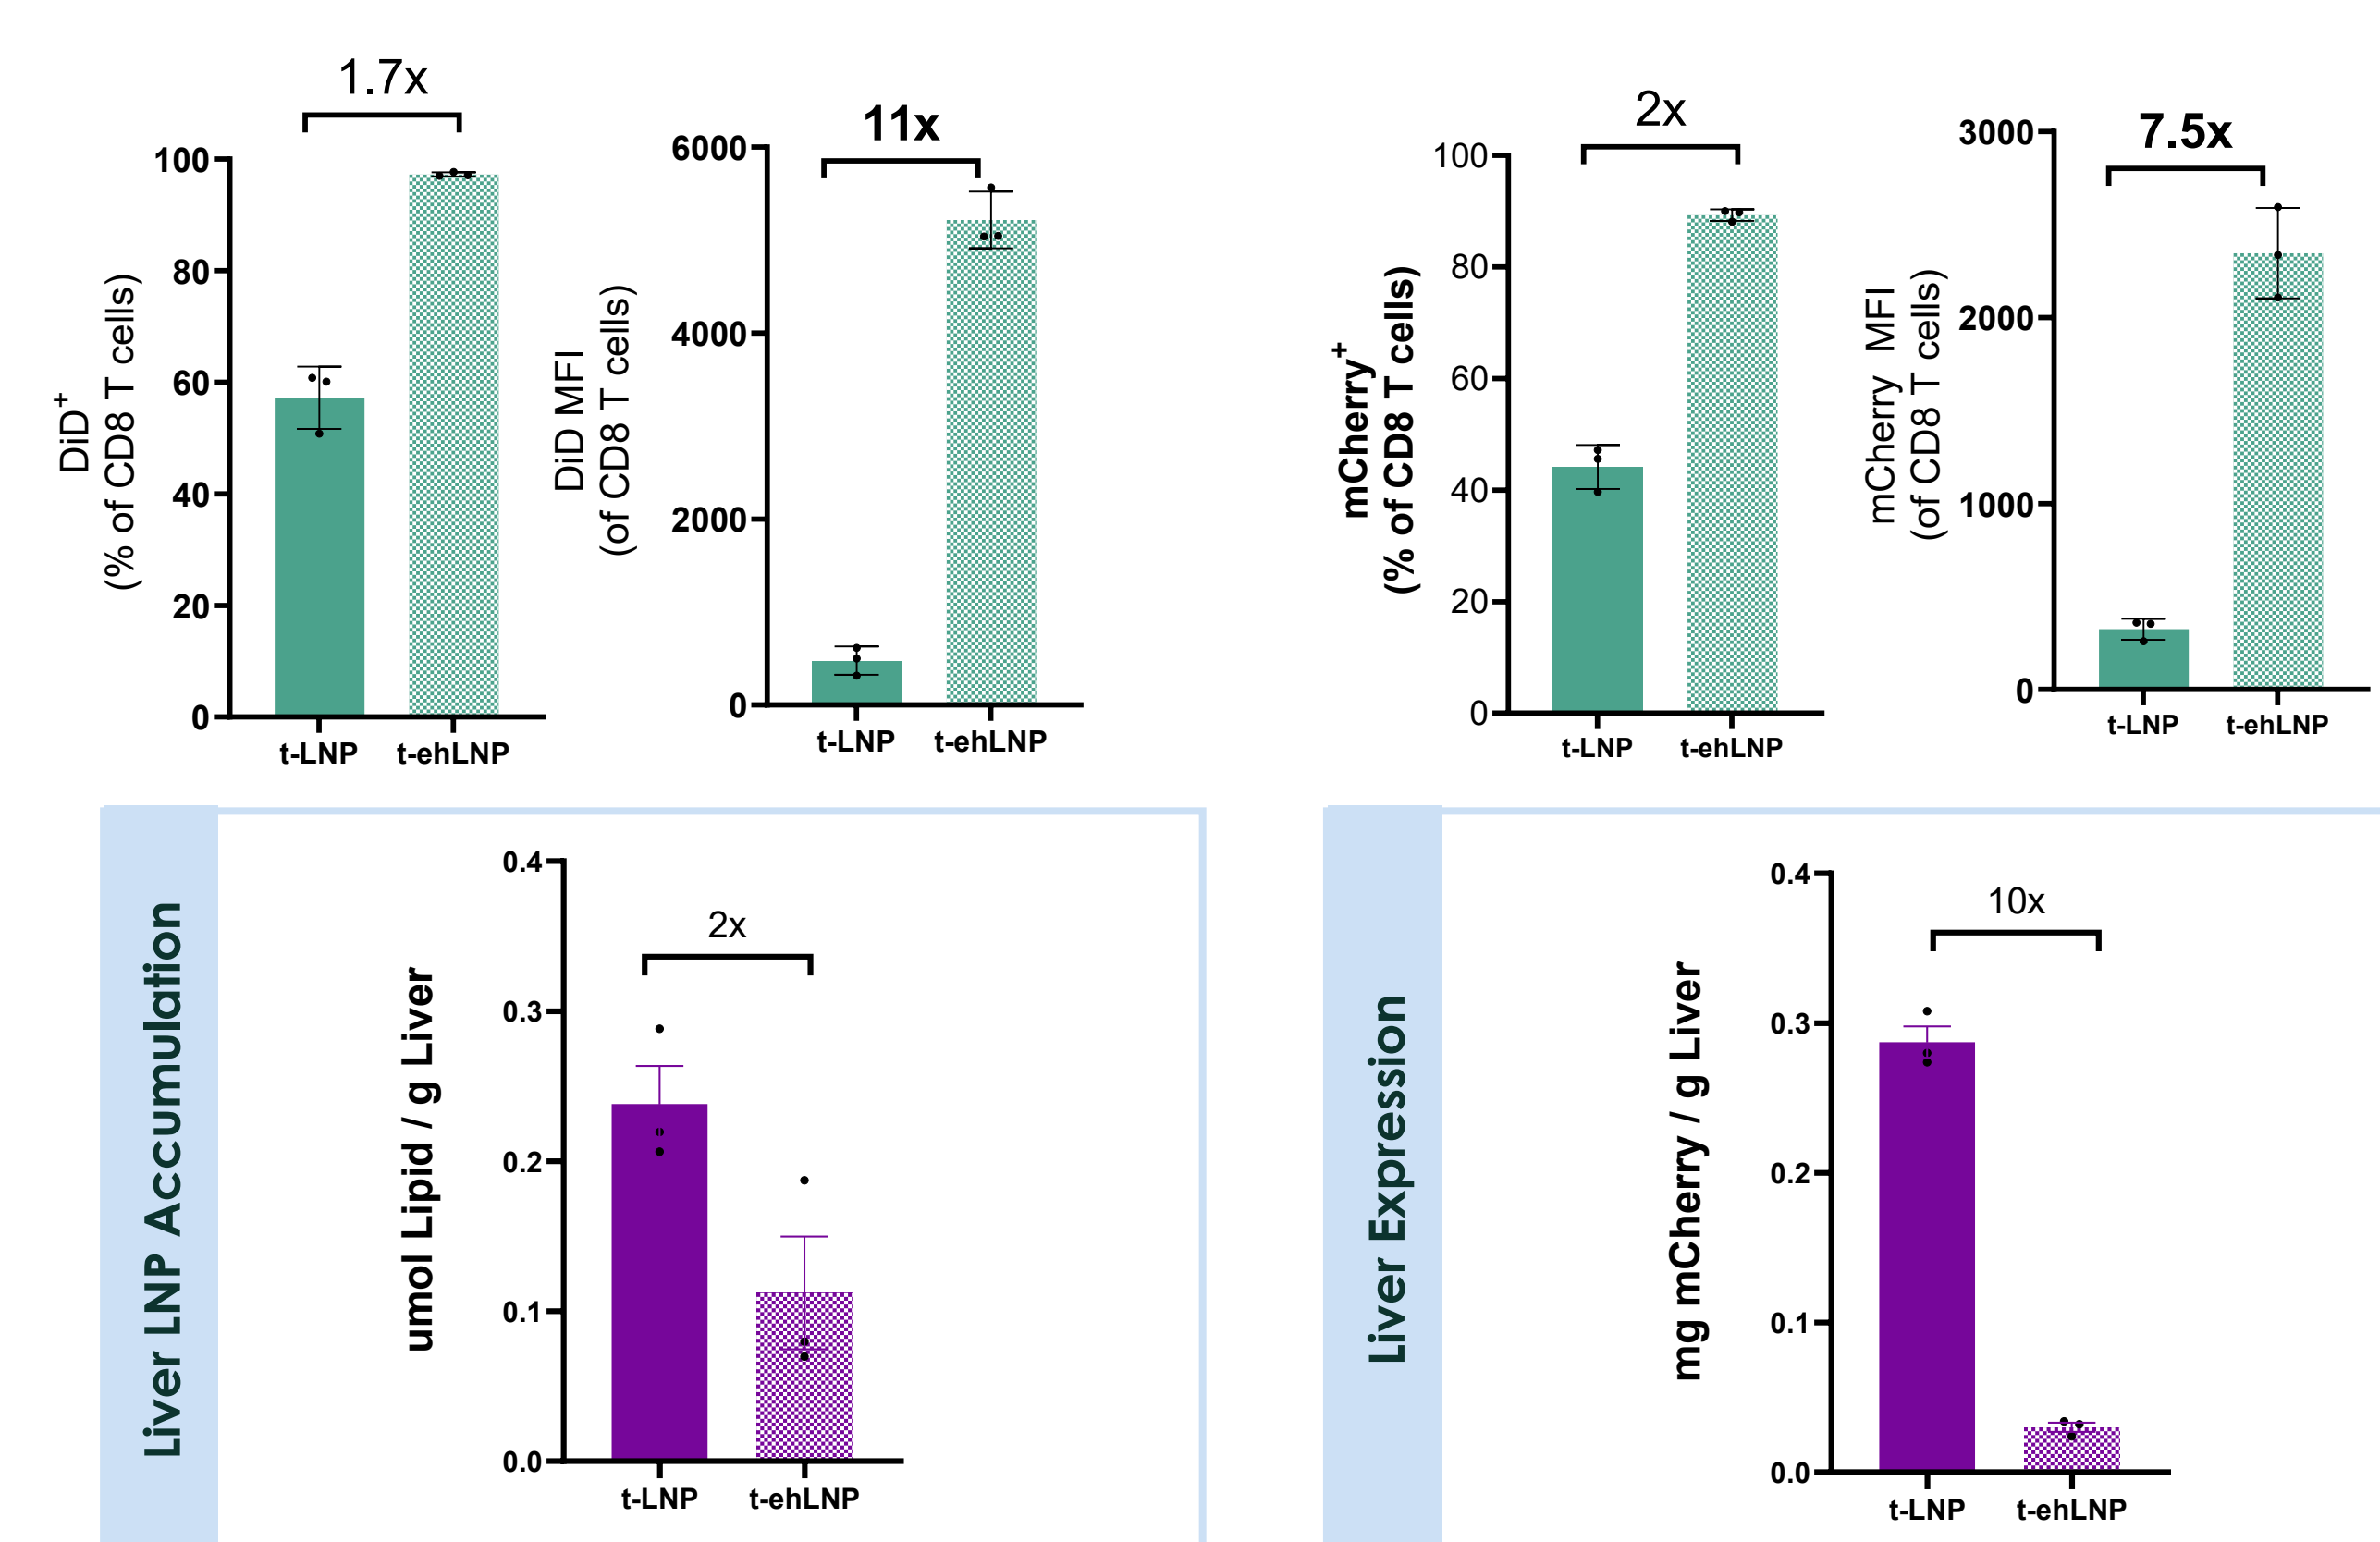 1.7x
DiD+
(% of CD8 T cells)
100
80
60
40
20
0
t-LNP
t-ehLNP
11x
DiD MFI
(of CD8 T cells)
6000
4000
2000
0
t-LNP
t-ehLNP
2x
mCherry+
(% of CD8 T cells)
100
80
60
40
20
0
t-LNP
t-ehLNP
7.5x
mCherry MFI
(of CD8 T cells)
3000
2000
1000
0
t-LNP
t-ehLNP
Liver LNP Accumulation
umol Lipid / g Liver
0.4
0.3
0.2
0.1
0.0
2x
t-LNP
t-ehLNP
Liver Expression
mg mCherry / g Liver
0.4
0.3
0.2
0.1
0.0
10x
t-LNP
t-ehLNP